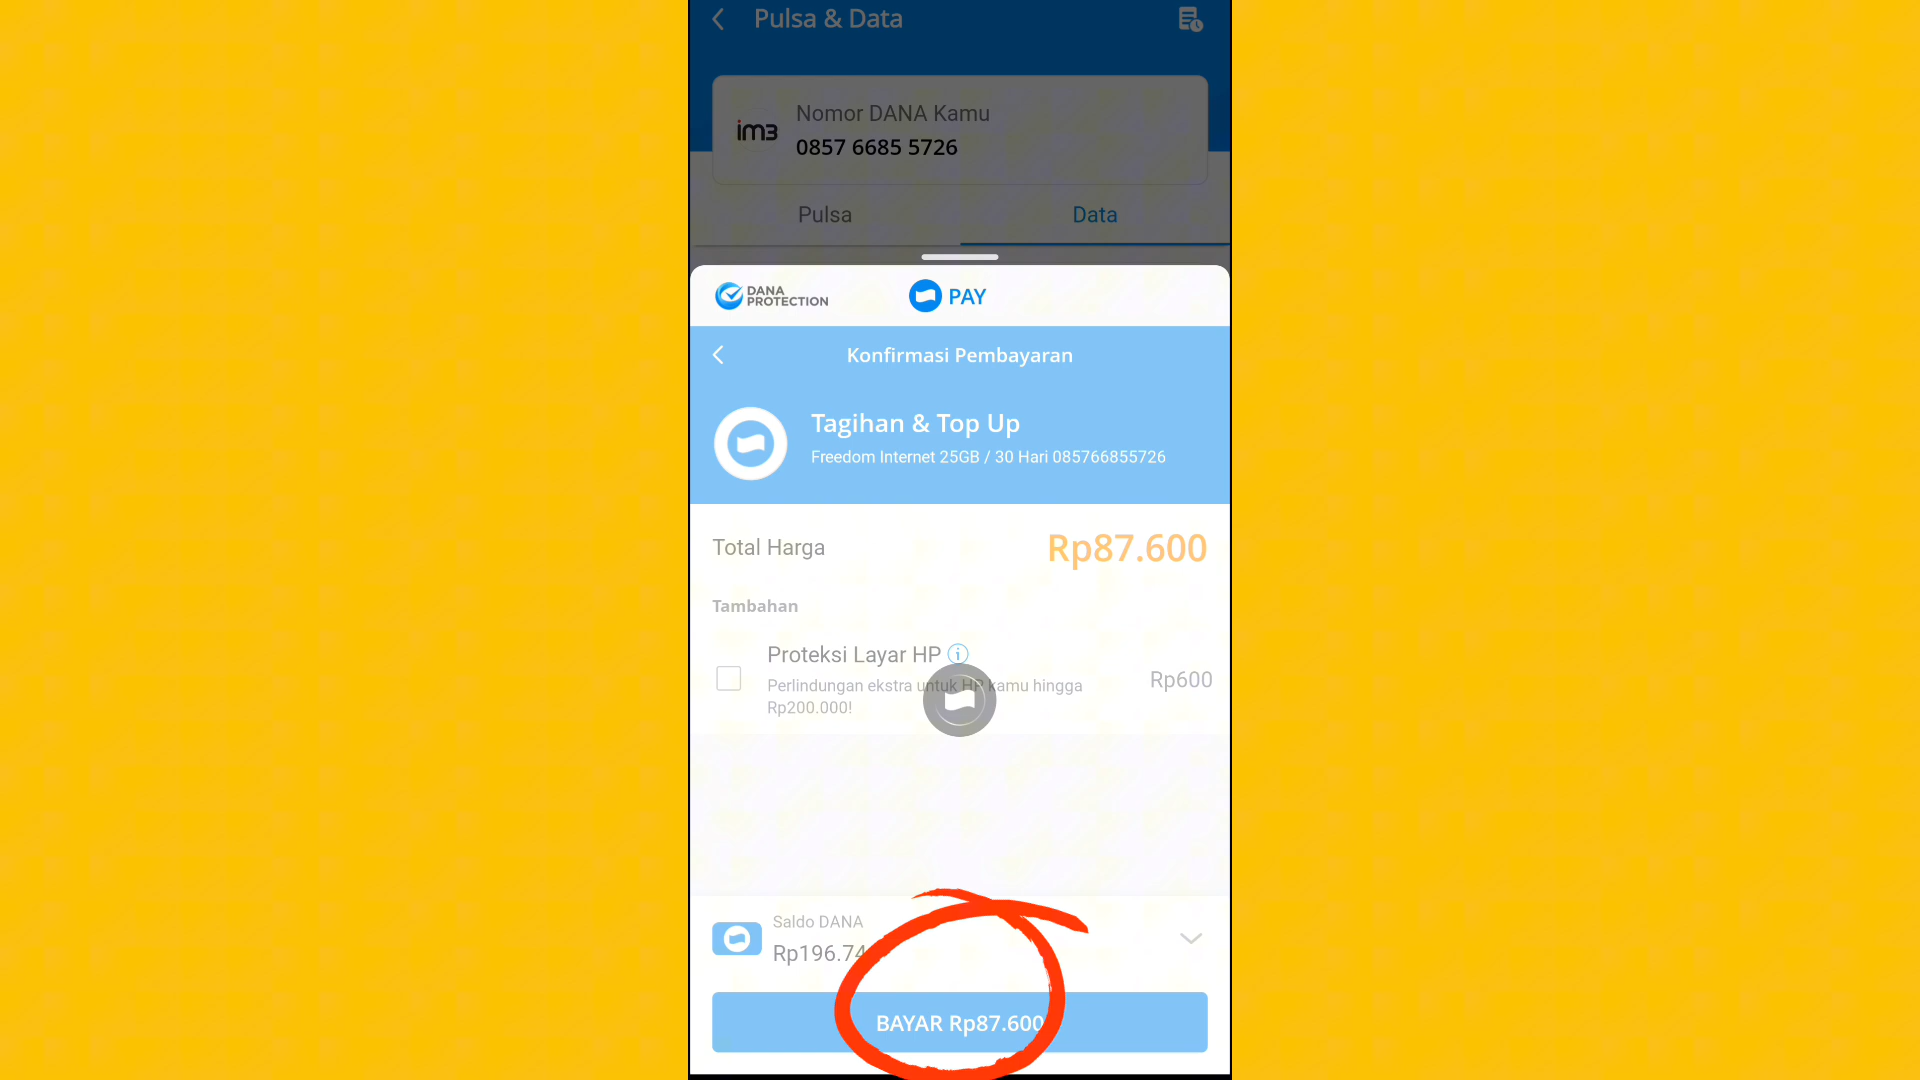 Pulsa & Data
im3
Nomor DANA Kamu
0857 6685 5726
Pulsa
Data
DANA
PROTECTION
PAY
Konfirmasi Pembayaran
Tagihan & Top Up
Freedom Internet 25GB / 30 Hari 085766855726
Total Harga
Rp87.600
Tambahan
Proteksi Layar HP
Perlindungan ekstra untuk HP kamu hingga
Rp200.000!
Rp600
Saldo DANA
Rp196.74
BAYAR Rp87.600